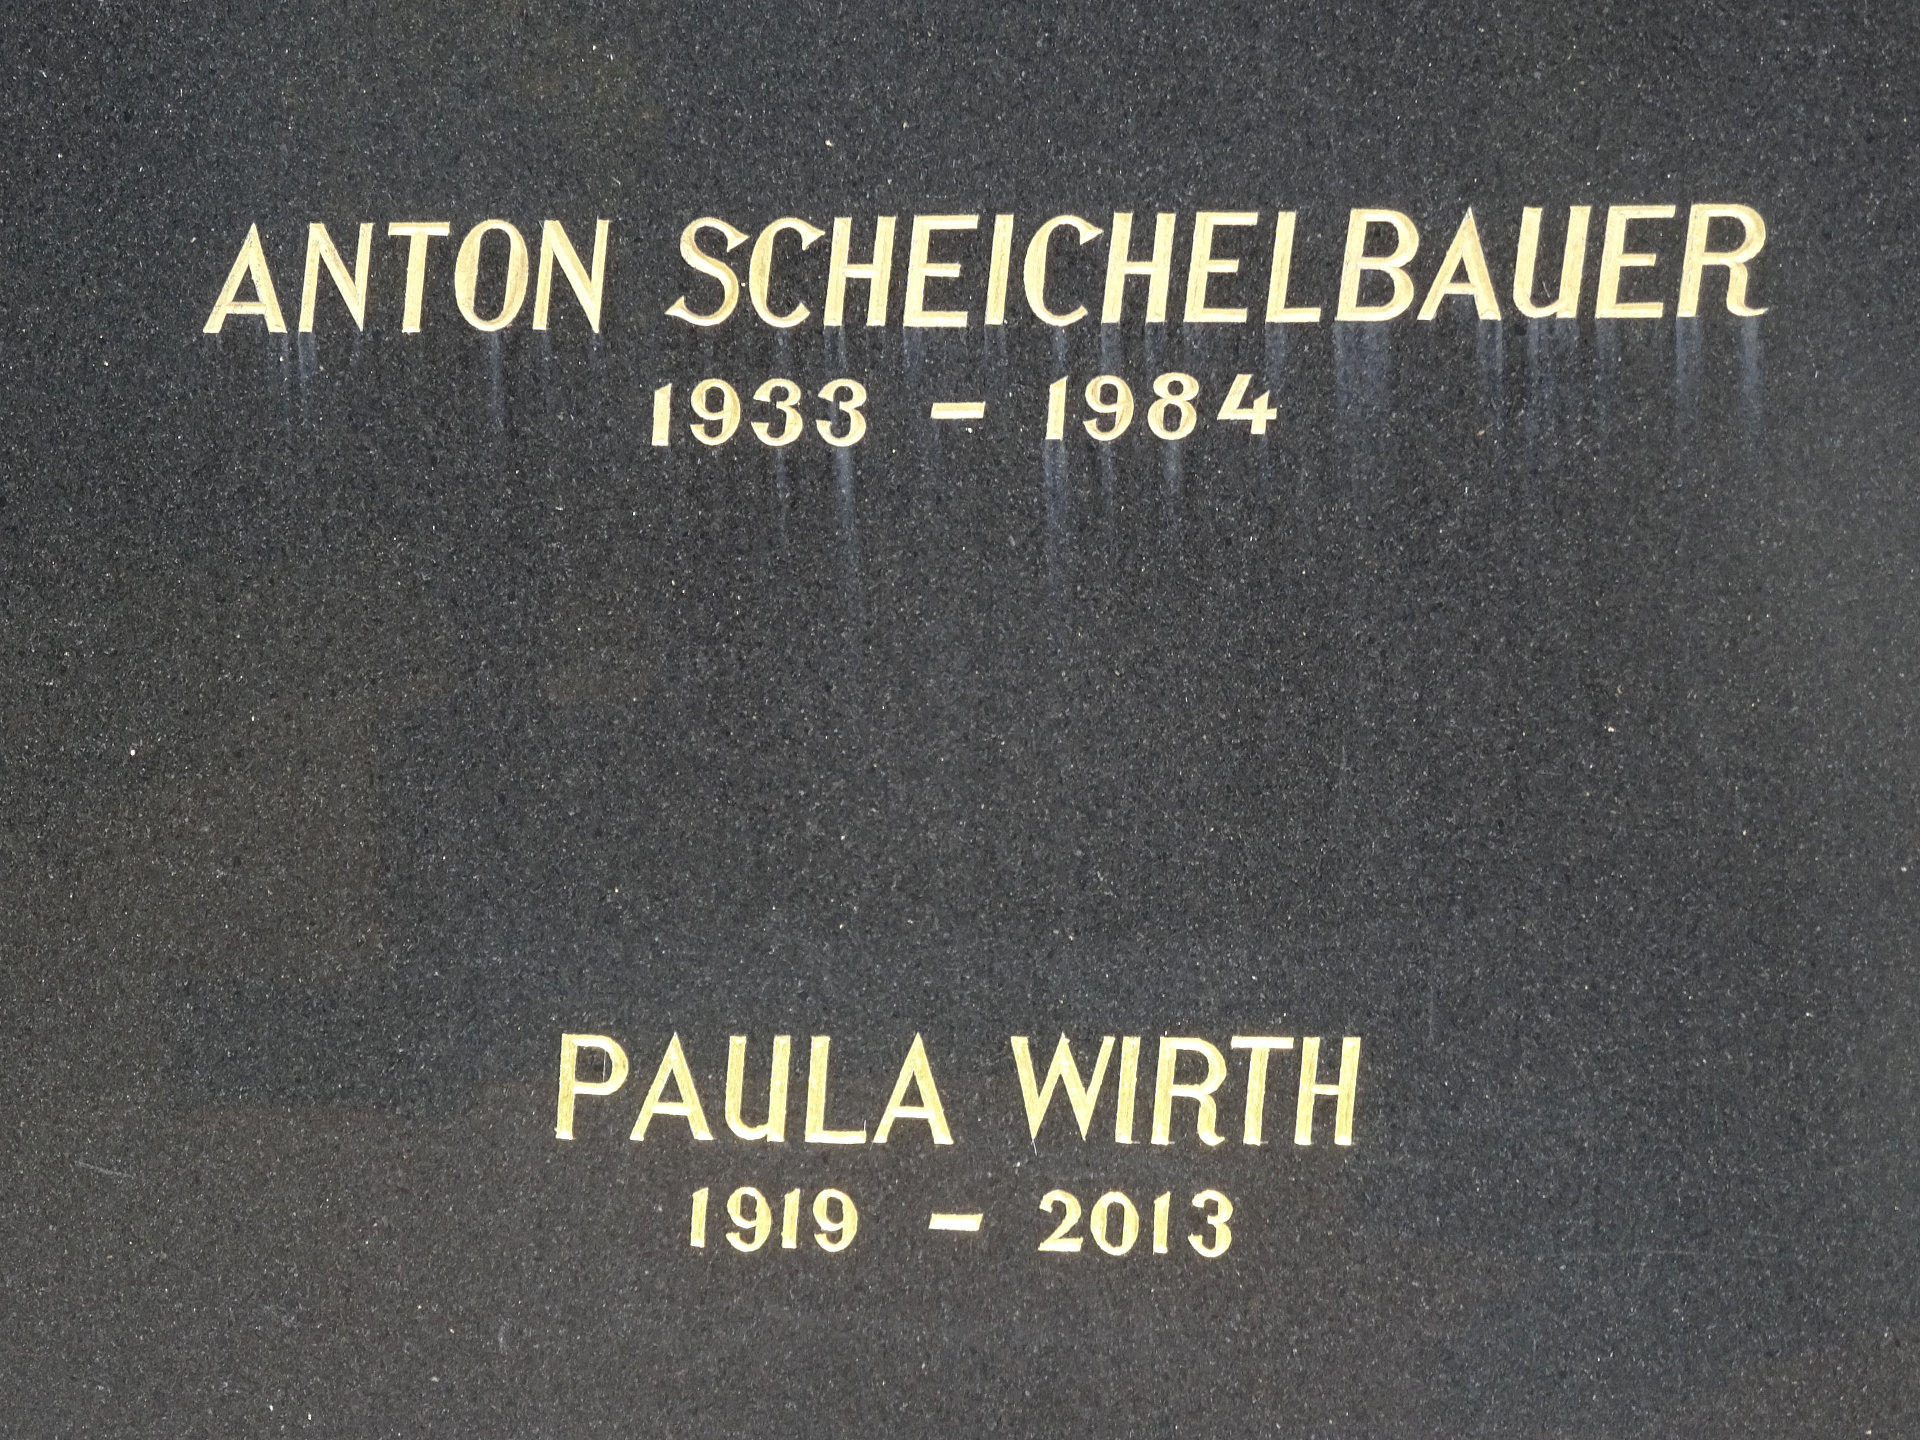 ANTON SCHEICHELBAUER
1933 – 1984
PAULA WIRTH
1919 – 2013